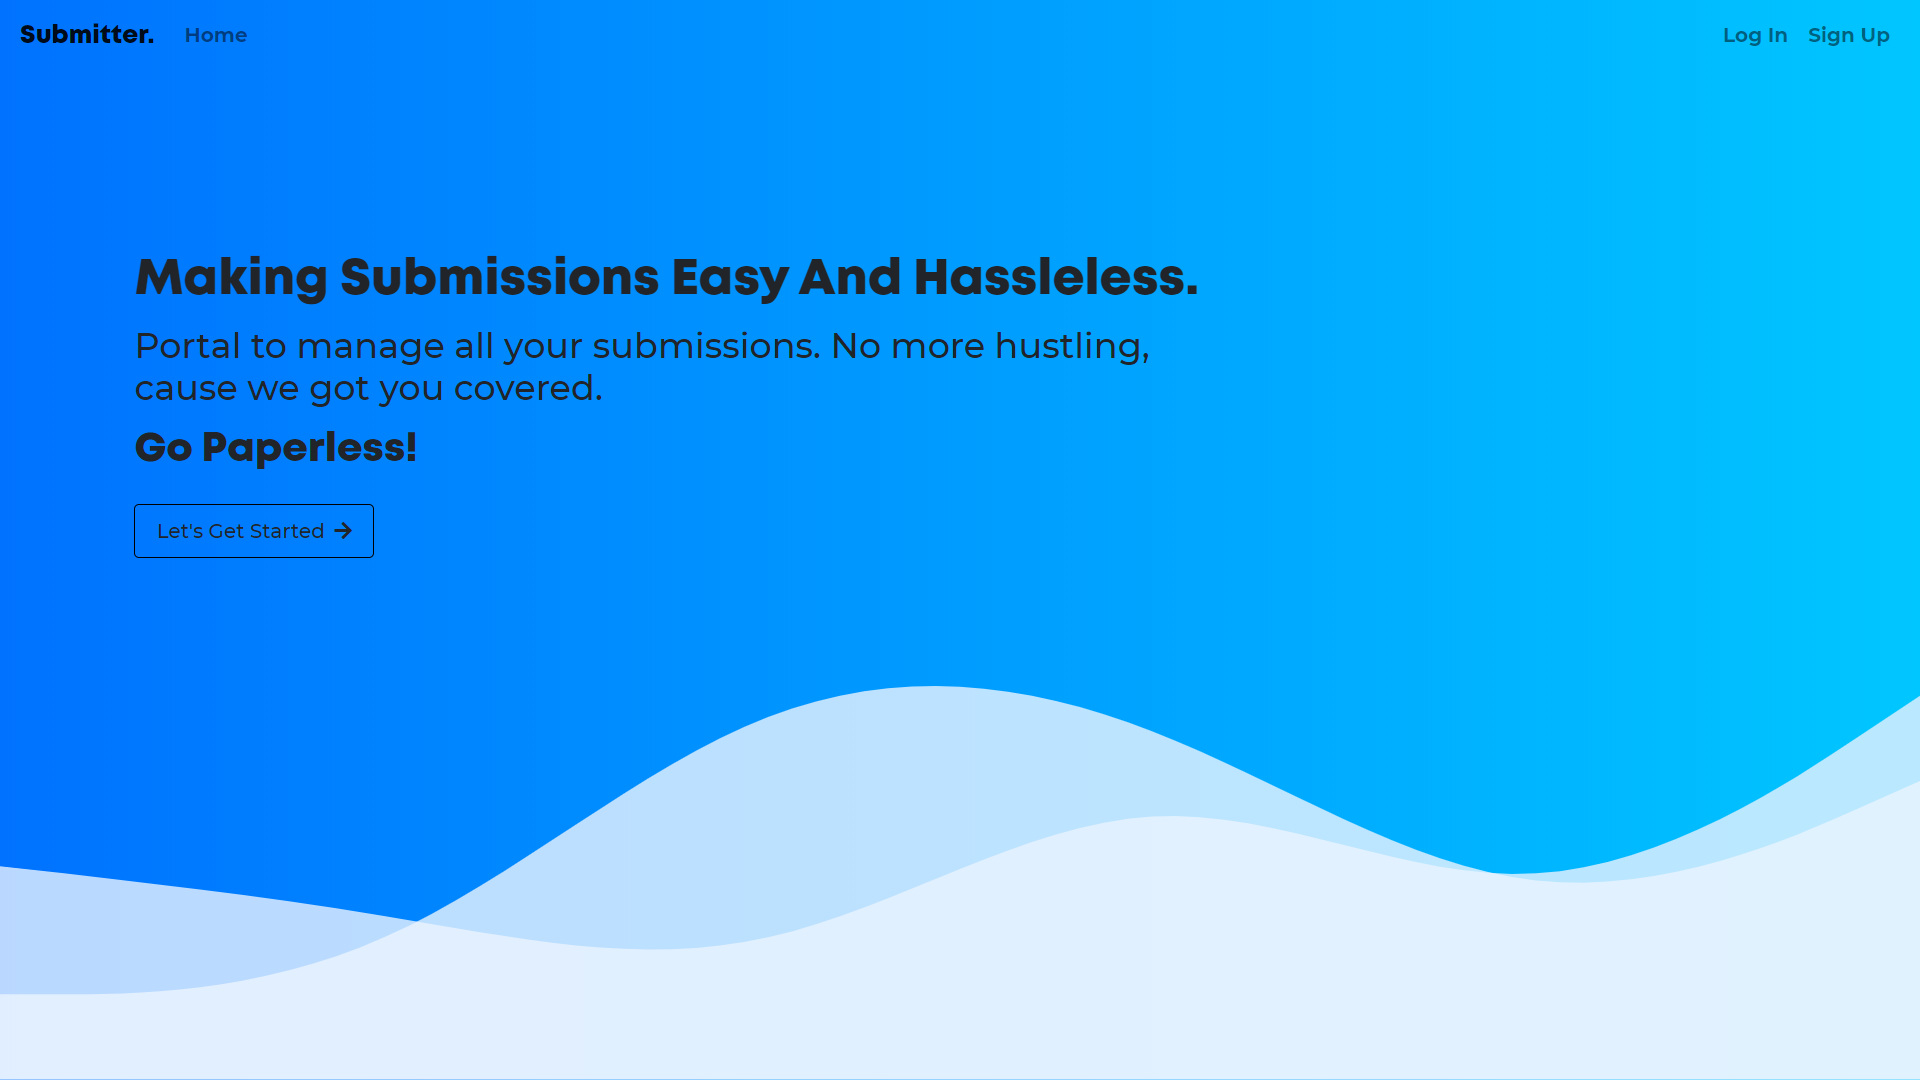 Submitter.
Home
Log In
Sign Up
Making Submissions Easy And Hassleless.
Portal to manage all your submissions. No more hustling,
cause we got you covered.
Go Paperless!
Let's Get Started →